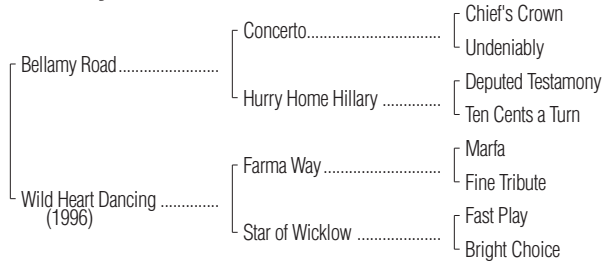 Chief's Crown
Concerto
Undeniably
Bellamy Road
Deputed Testamony
Hurry Home Hillary
Ten Cents a Turn
Marfa
Farma Way
Fine Tribute
Wild Heart Dancing
(1996)
Fast Play
Star of Wicklow
Bright Choice